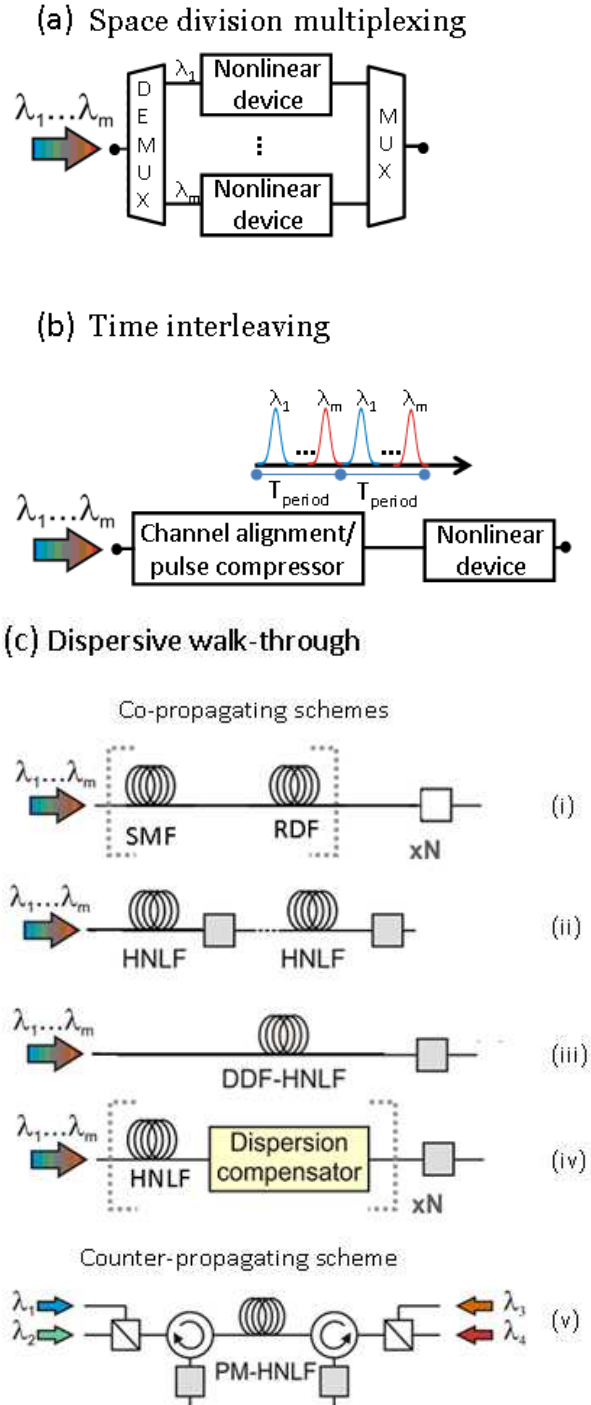 (a) Space division multiplexing
λ1...λm
DEMUX
λ1
Nonlinear
device
⋮
λm
Nonlinear
device
MUX
(b) Time interleaving
λ1 λm λ1 λm
... ...
Tperiod Tperiod
λ1...λm
Channel alignment/
pulse compressor
Nonlinear
device
(c) Dispersive walk-through
Co-propagating schemes
λ1...λm
SMF RDF
xN
(i)
λ1...λm
HNLF HNLF
(ii)
λ1...λm
DDF-HNLF
(iii)
λ1...λm
HNLF
Dispersion
compensator
xN
(iv)
Counter-propagating scheme
λ1 λ3
λ2 λ4
PM-HNLF
(v)